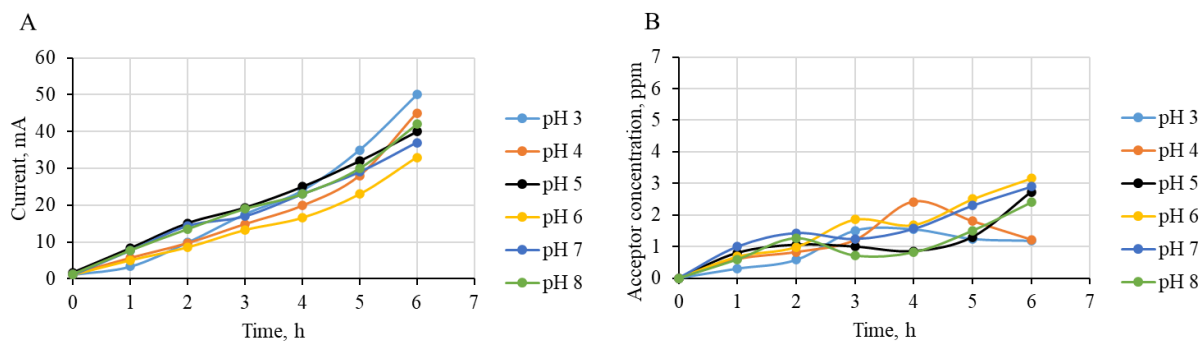 A
Current, mA
60
50
40
30
20
10
0
0 1 2 3 4 5 6 7
Time, h
pH 3
pH 4
pH 5
pH 6
pH 7
pH 8
B
Acceptor concentration, ppm
7
6
5
4
3
2
1
0
0 1 2 3 4 5 6 7
Time, h
pH 3
pH 4
pH 5
pH 6
pH 7
pH 8